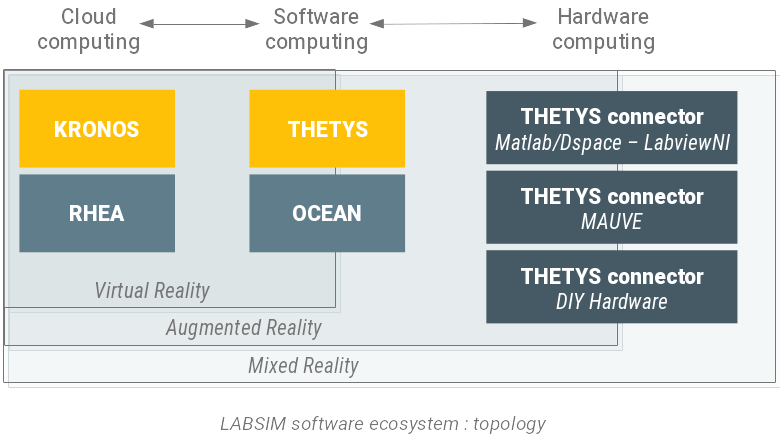 Cloud
computing
Software
computing
Hardware
computing
KRONOS
THETYS
RHEA
OCEAN
THETYS connector
Matlab/Dspace – LabviewNI
THETYS connector
MAUVE
THETYS connector
DIY Hardware
Virtual Reality
Augmented Reality
Mixed Reality
LABSIM software ecosystem : topology